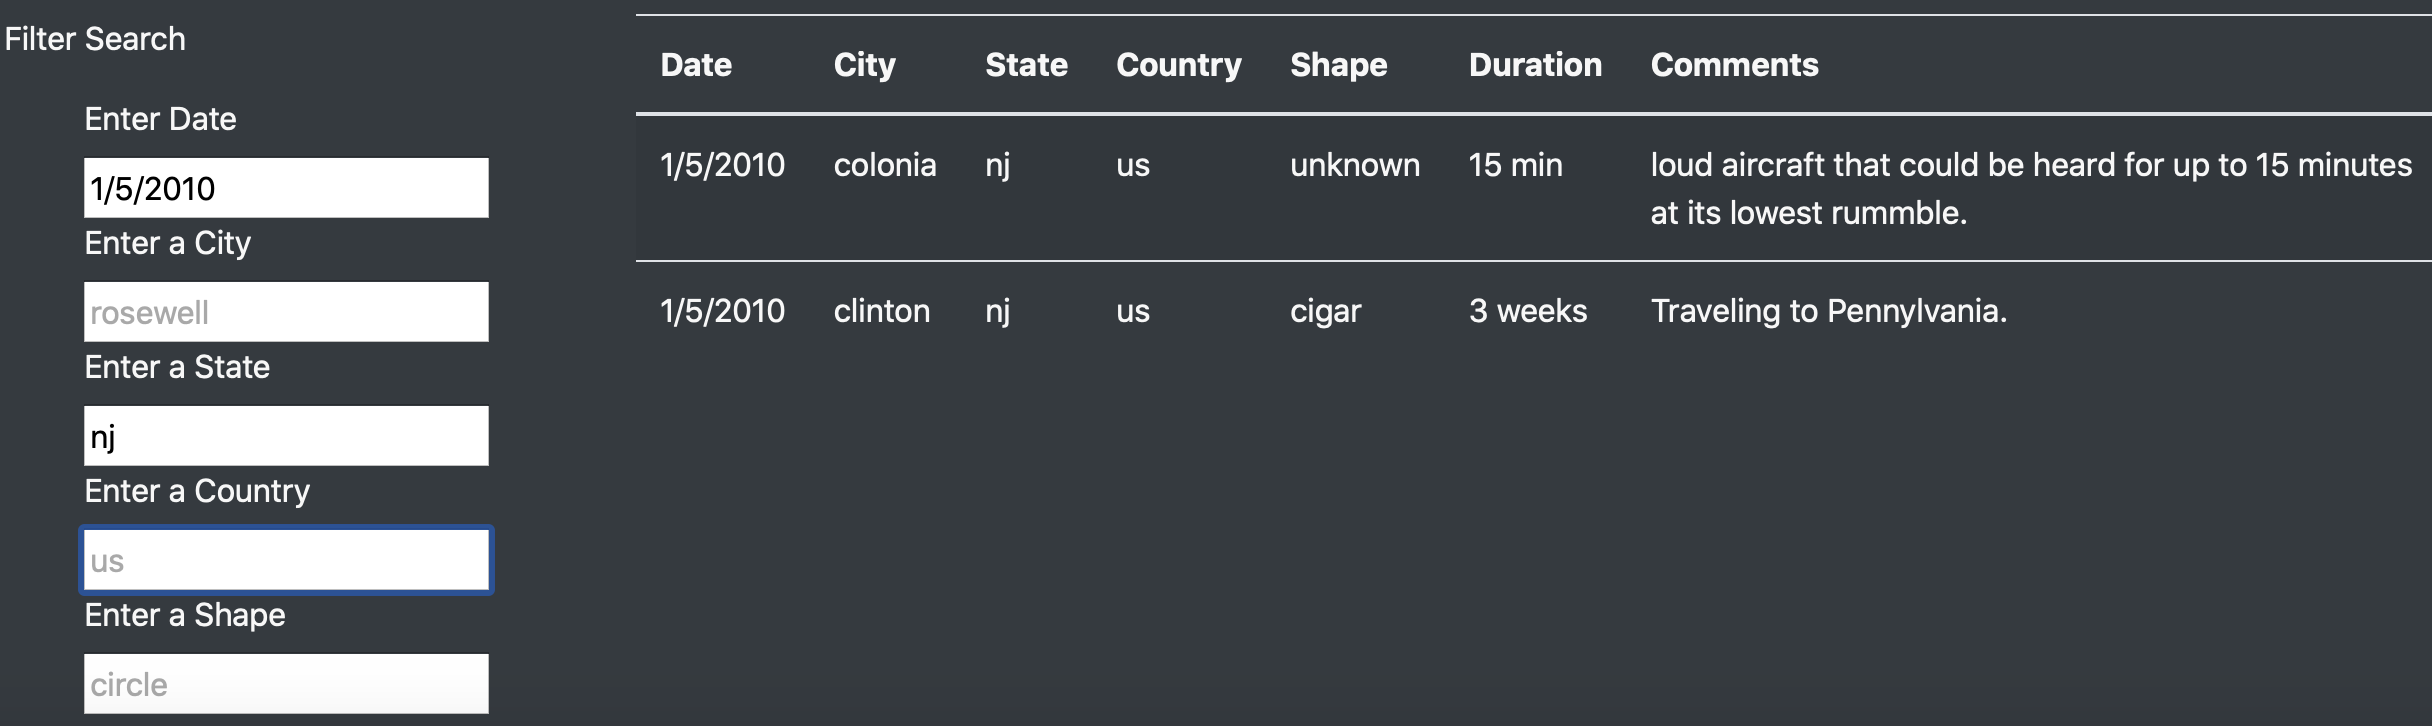 Filter Search
Enter Date
1/5/2010
Enter a City
rosewell
Enter a State
nj
Enter a Country
us
Enter a Shape
circle
Date City State Country Shape Duration Comments
1/5/2010 colonia nj us unknown 15 min loud aircraft that could be heard for up to 15 minutes
at its lowest rummble.
1/5/2010 clinton nj us cigar 3 weeks Traveling to Pennylvania.